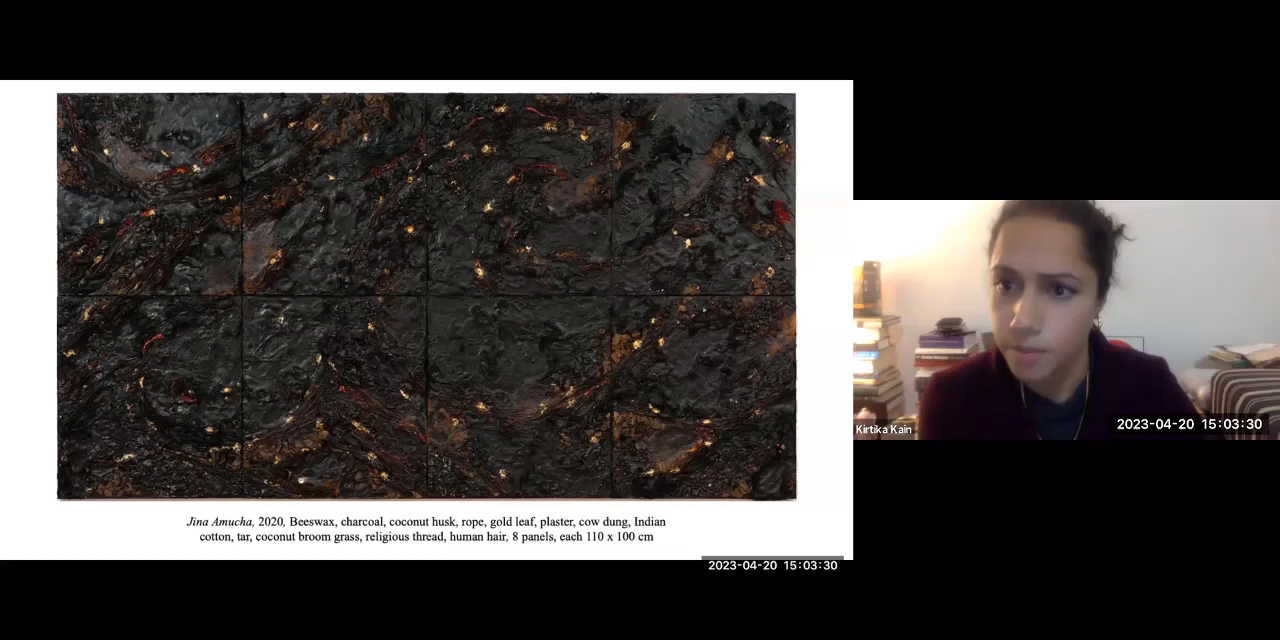 Jina Amucha, 2020, Beeswax, charcoal, coconut husk, rope, gold leaf, plaster, cow dung, Indian
cotton, tar, coconut broom grass, religious thread, human hair, 8 panels, each 110 x 100 cm
2023-04-20 15:03:30
Kirtika Kain
2023-04-20 15:03:30